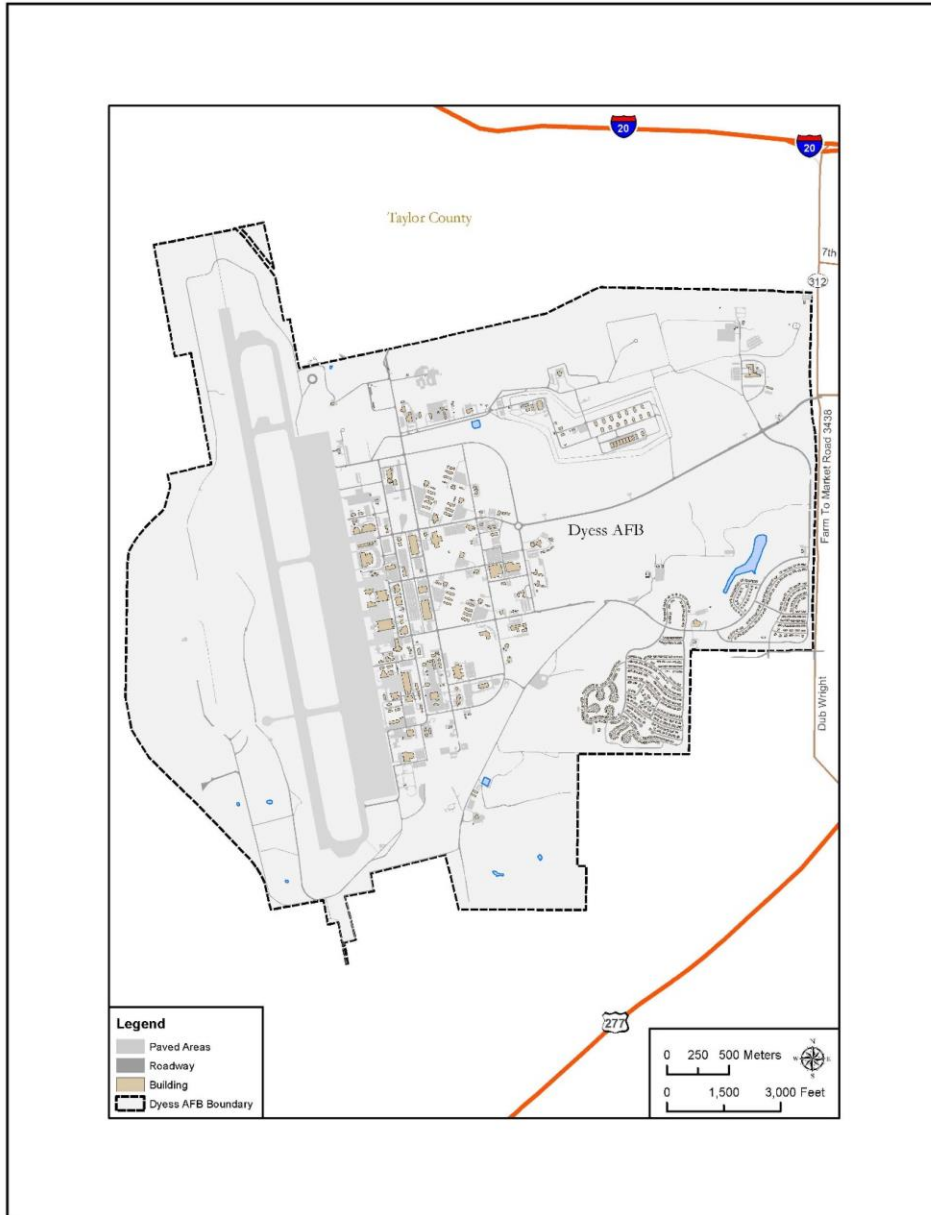 20
20
Taylor County
7th
312
Farm To Market Road 3438
Dyess AFB
Dub Wright
277
Legend
Paved Areas
Roadway
Building
Dyess AFB Boundary
0 250 500 Meters
0 1,500 3,000 Feet
N
W E
S